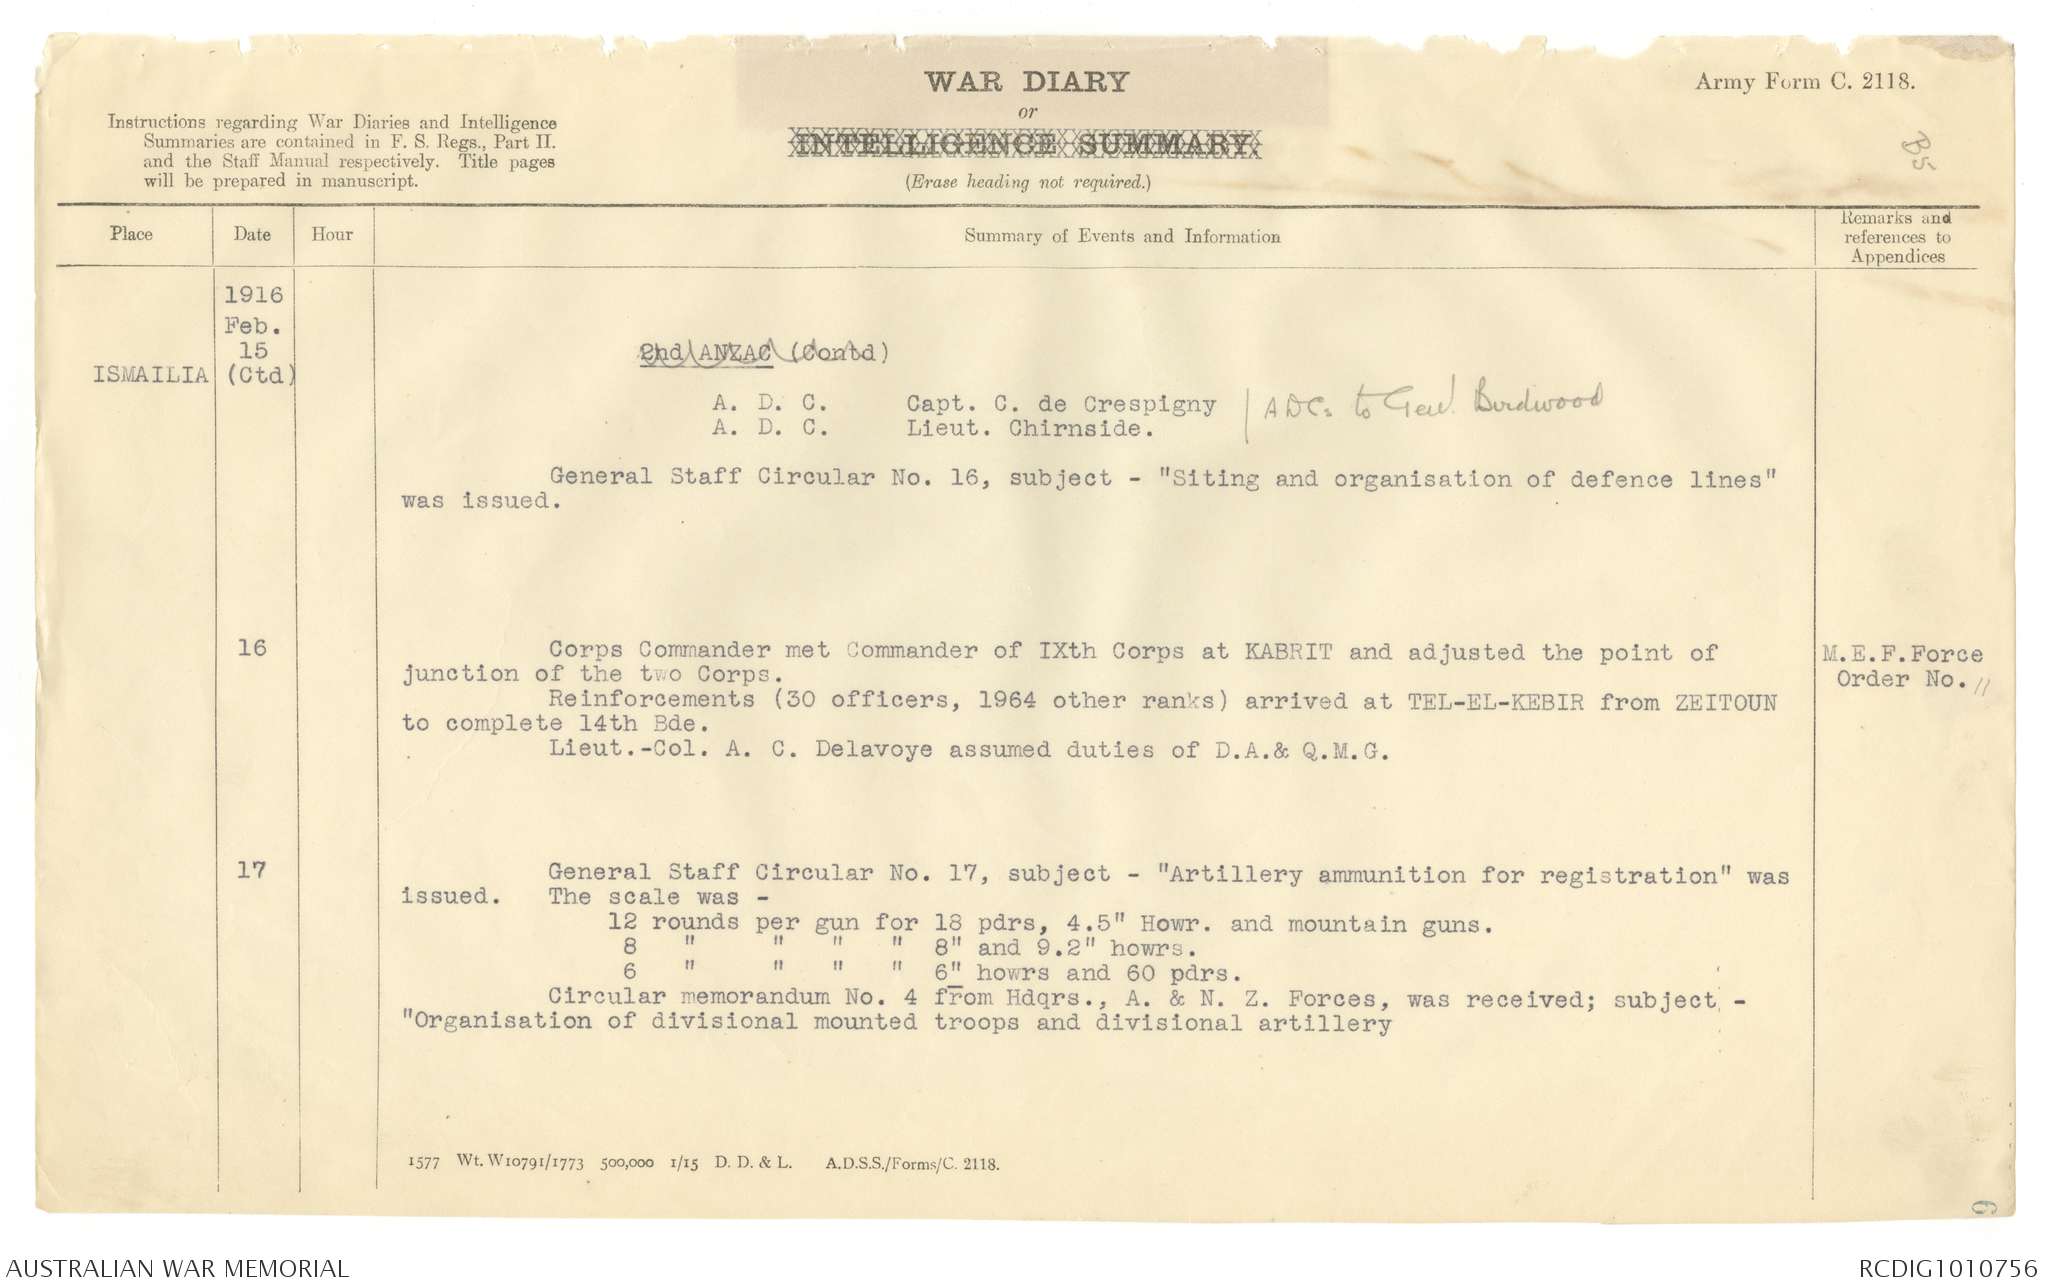 WAR DIARY
or
INTELLIGENCE SUMMARY.
(Erase heading not required.)
Army Form C. 2118.
B5
Instructions regarding War Diaries and Intelligence
Summaries are contained in F. S. Regs., Part II.
and the Staff Manual respectively. Title pages
will be prepared in manuscript.
Place Date Hour Summary of Events and Information Remarks and references to Appendices
1916
Feb.
15
ISMAILIA (Ctd)
2nd ANZAC (Contd)
A. D. C. Capt. C. de Crespigny
A. D. C. Lieut. Chirnside.
ADCs to Genl. Birdwood
General Staff Circular No. 16, subject - "Siting and organisation of defence lines"
was issued.
16 Corps Commander met Commander of IXth Corps at KABRIT and adjusted the point of
junction of the two Corps.
M.E.F.Force
Order No. 11
Reinforcements (30 officers, 1964 other ranks) arrived at TEL-EL-KEBIR from ZEITOUN
to complete 14th Bde.
Lieut.-Col. A. C. Delavoye assumed duties of D.A.& Q.M.G.
17 General Staff Circular No. 17, subject - "Artillery ammunition for registration" was
issued. The scale was -
12 rounds per gun for 18 pdrs, 4.5" Howr. and mountain guns.
8 " " " " 8" and 9.2" howrs.
6 " " " " 6" howrs and 60 pdrs.
Circular memorandum No. 4 from Hdqrs., A. & N. Z. Forces, was received; subject -
"Organisation of divisional mounted troops and divisional artillery
1577 Wt. W10791/1773 500,000 1/15 D. D. & L. A.D.S.S./Forms/C. 2118.
6
AUSTRALIAN WAR MEMORIAL
RCDIG1010756